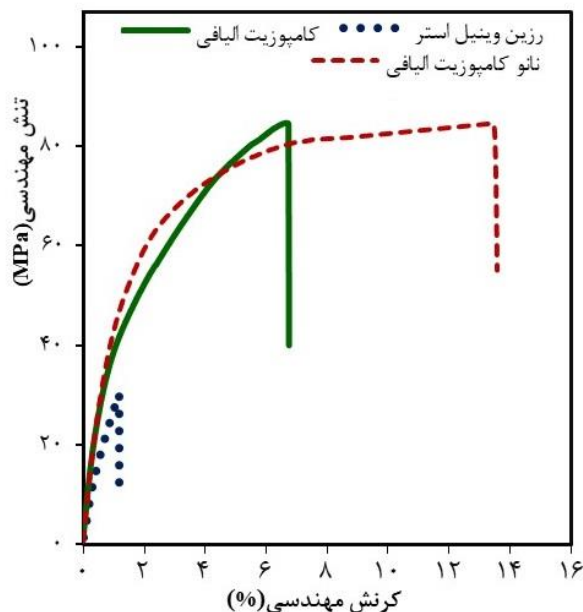 کامپوزیت الیافی
رزین وینیل استر
نانو کامپوزیت الیافی
۱۰۰
۸۰
۶۰
۴۰
۲۰
۰
تنش مهندسی(MPa)
۰ ۲ ۴ ۶ ۸ ۱۰ ۱۲ ۱۴ ۱۶
کرنش مهندسی(%)